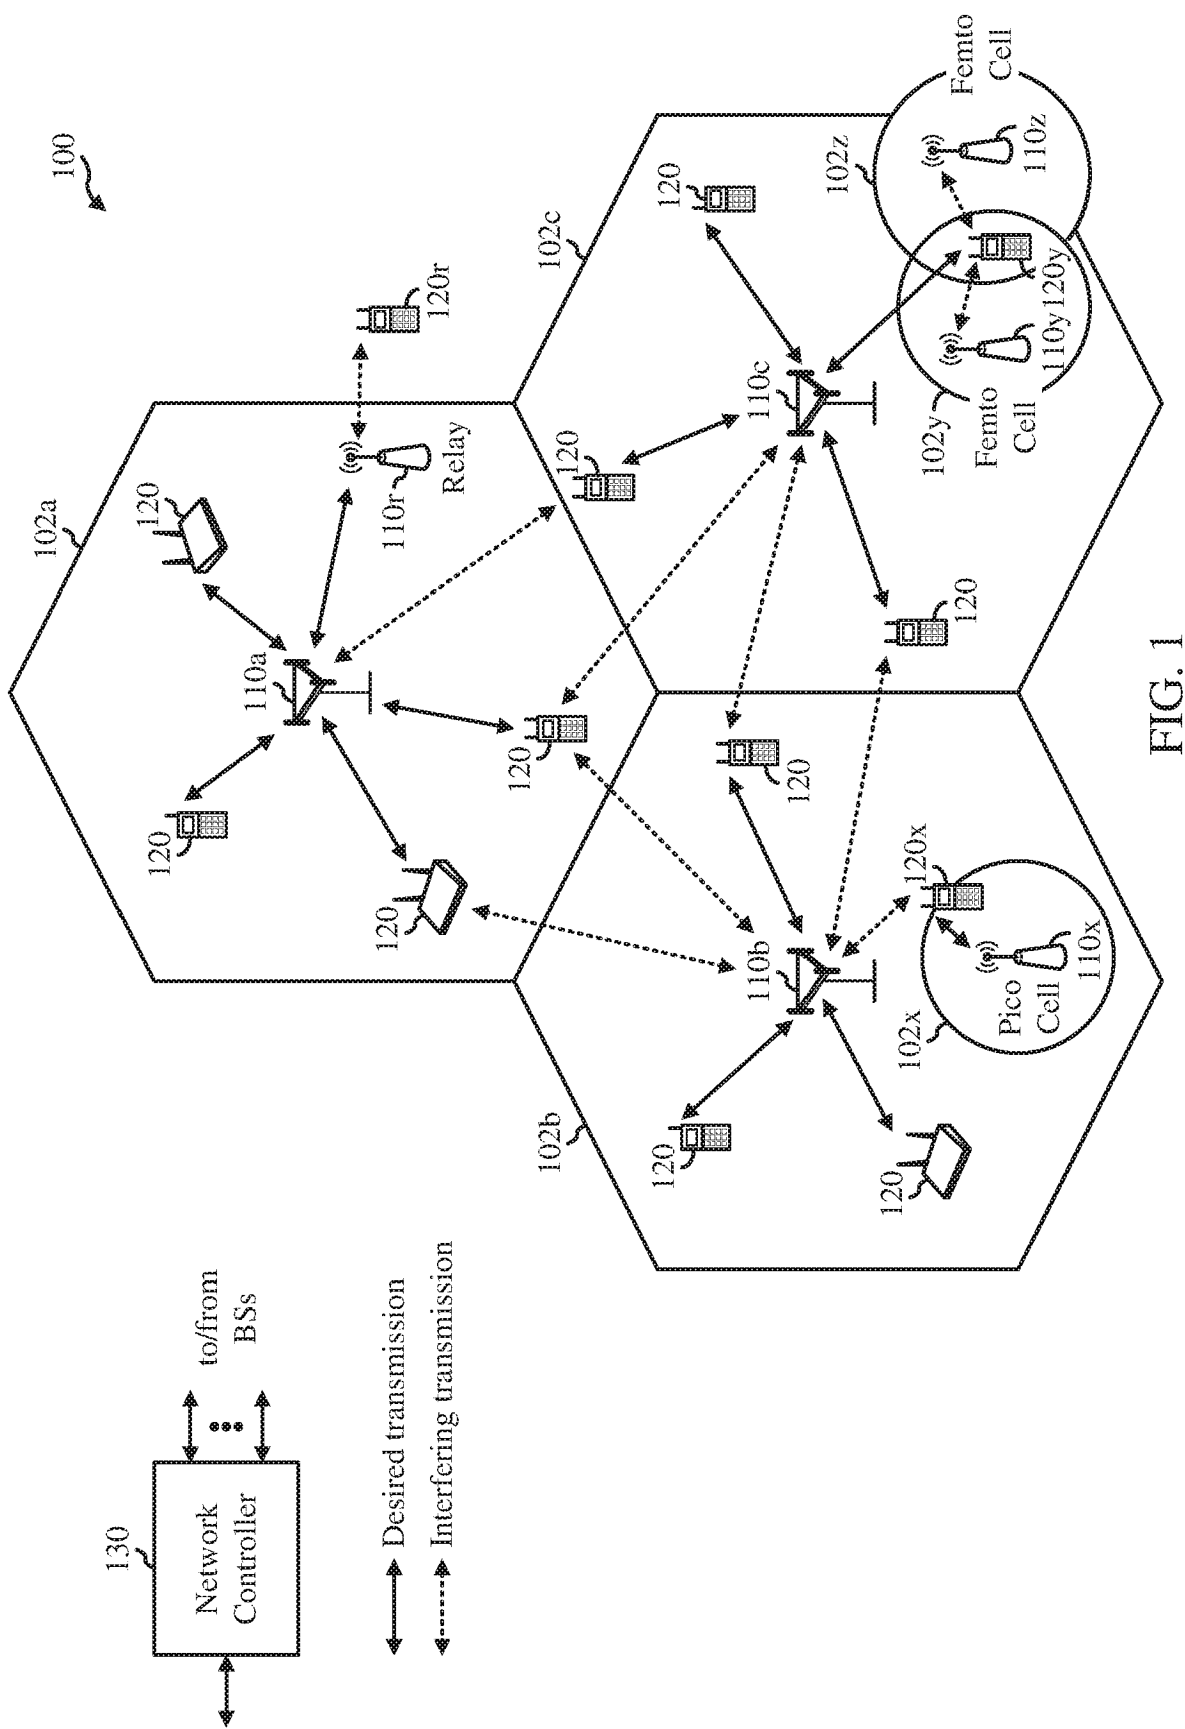 100
130
Network
Controller
to/from
BSs
Desired transmission
Interfering transmission
102a
120
120
110a
120
120
110r
Relay
120r
102b
120
110b
120
120
120
102x
Pico
Cell
110x
120x
102c
120
120
110c
120
102y
Femto
Cell
110y
120y
102z
110z
Femto
Cell
FIG. 1